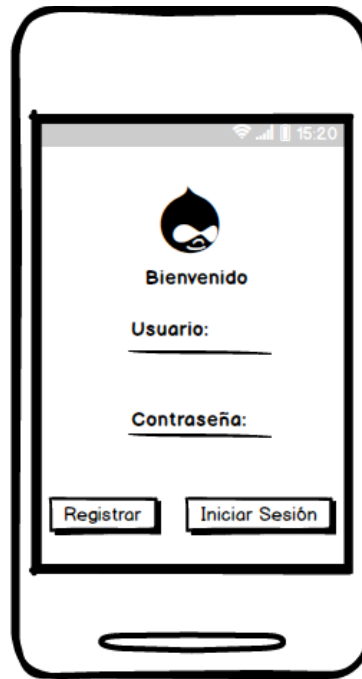 15:20
Bienvenido
Usuario:
Contraseña:
Registrar Iniciar Sesión